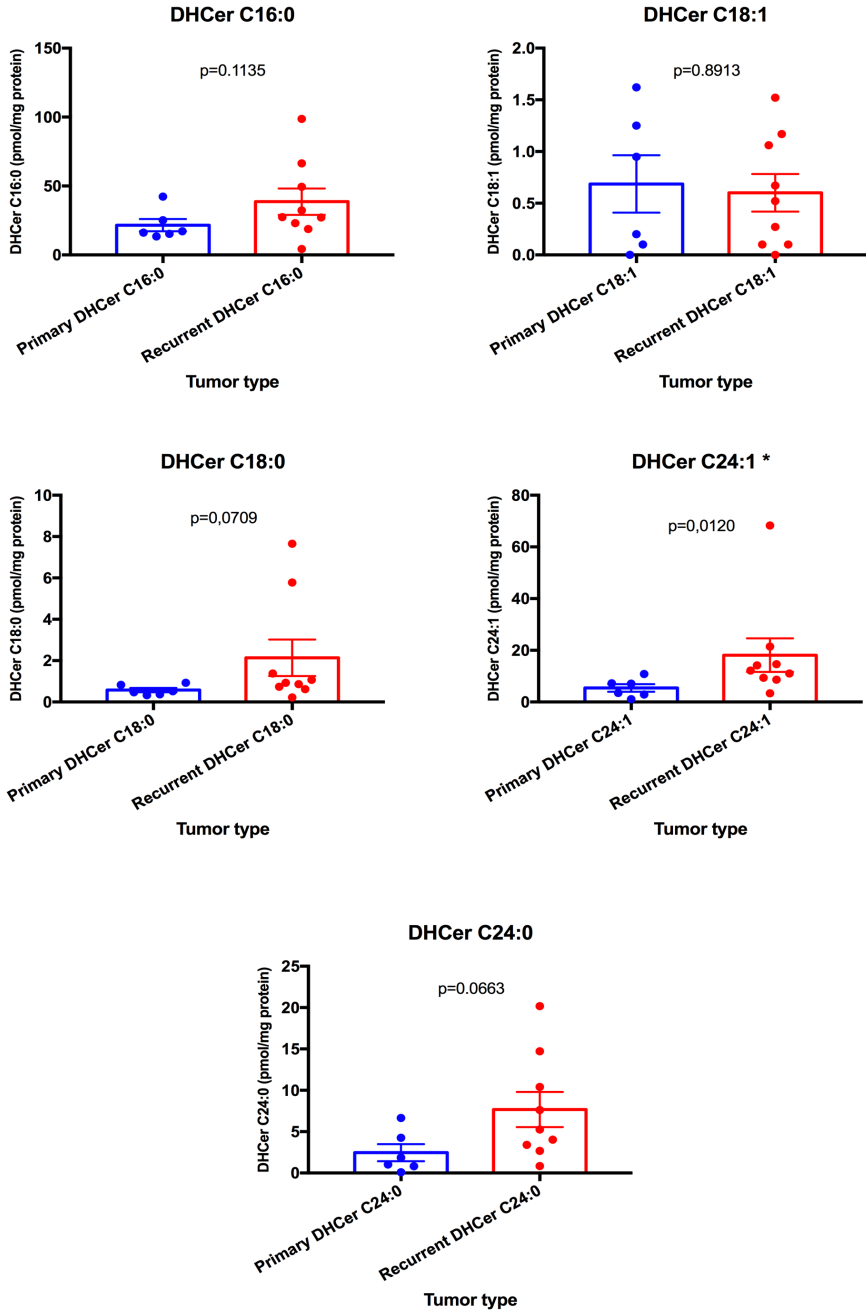 DHCer C16:0
DHCer C16:0 (pmol/mg protein)
150
100
50
0
p=0.1135
Primary DHCer C16:0
Recurrent DHCer C16:0
Tumor type
DHCer C18:1
DHCer C18:1 (pmol/mg protein)
2.0
1.5
1.0
0.5
0.0
p=0.8913
Primary DHCer C18:1
Recurrent DHCer C18:1
Tumor type
DHCer C18:0
DHCer C18:0 (pmol/mg protein)
10
8
6
4
2
0
p=0,0709
Primary DHCer C18:0
Recurrent DHCer C18:0
Tumor type
DHCer C24:1 *
DHCer C24:1 (pmol/mg protein)
80
60
40
20
0
p=0,0120
Primary DHCer C24:1
Recurrent DHCer C24:1
Tumor type
DHCer C24:0
DHCer C24:0 (pmol/mg protein)
25
20
15
10
5
0
p=0.0663
Primary DHCer C24:0
Recurrent DHCer C24:0
Tumor type